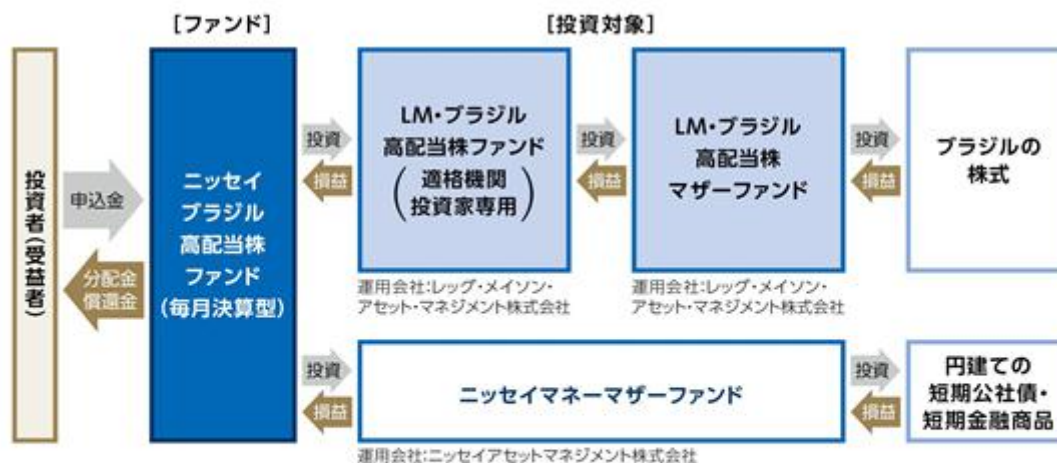 ［ファンド］
［投資対象］
投資者（受益者）
申込金
分配金
償還金
ニッセイ
ブラジル
高配当株
ファンド
（毎月決算型）
投資
損益
LM・ブラジル
高配当株ファンド
（適格機関
投資家専用）
運用会社：レッグ・メイソン・
アセット・マネジメント株式会社
投資
損益
LM・ブラジル
高配当株
マザーファンド
運用会社：レッグ・メイソン・
アセット・マネジメント株式会社
投資
損益
ブラジルの
株式
投資
損益
ニッセイマネーマザーファンド
運用会社：ニッセイアセットマネジメント株式会社
投資
損益
円建ての
短期公社債・
短期金融商品